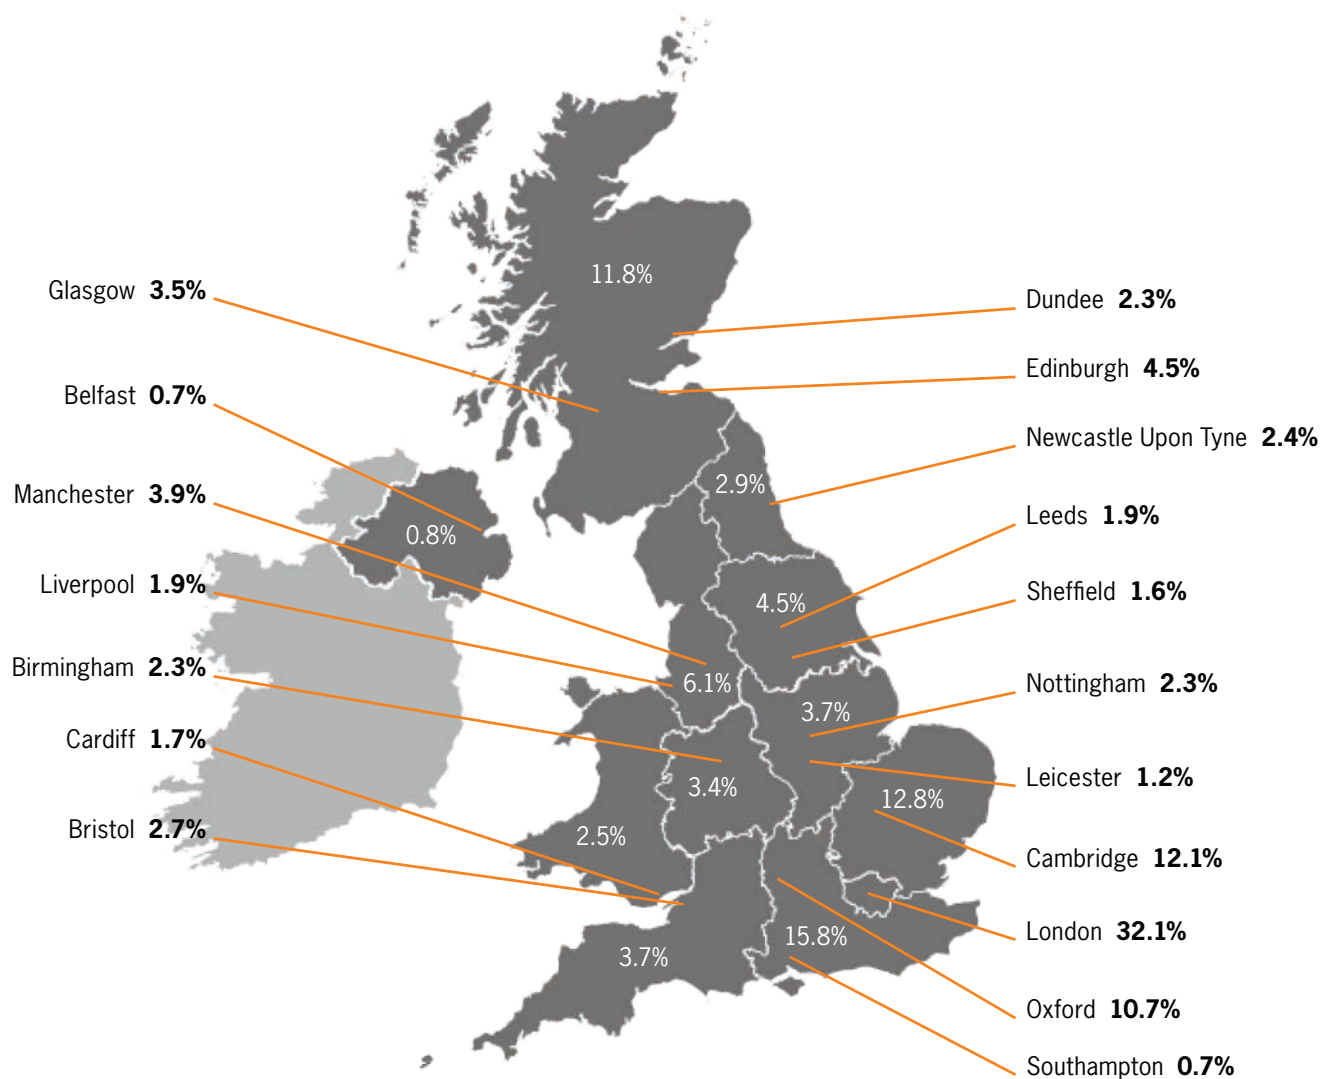 Glasgow 3.5%
Belfast 0.7%
Manchester 3.9%
Liverpool 1.9%
Birmingham 2.3%
Cardiff 1.7%
Bristol 2.7%
11.8%
2.9%
0.8%
4.5%
6.1%
3.7%
3.4%
12.8%
2.5%
15.8%
3.7%
Dundee 2.3%
Edinburgh 4.5%
Newcastle Upon Tyne 2.4%
Leeds 1.9%
Sheffield 1.6%
Nottingham 2.3%
Leicester 1.2%
Cambridge 12.1%
London 32.1%
Oxford 10.7%
Southampton 0.7%